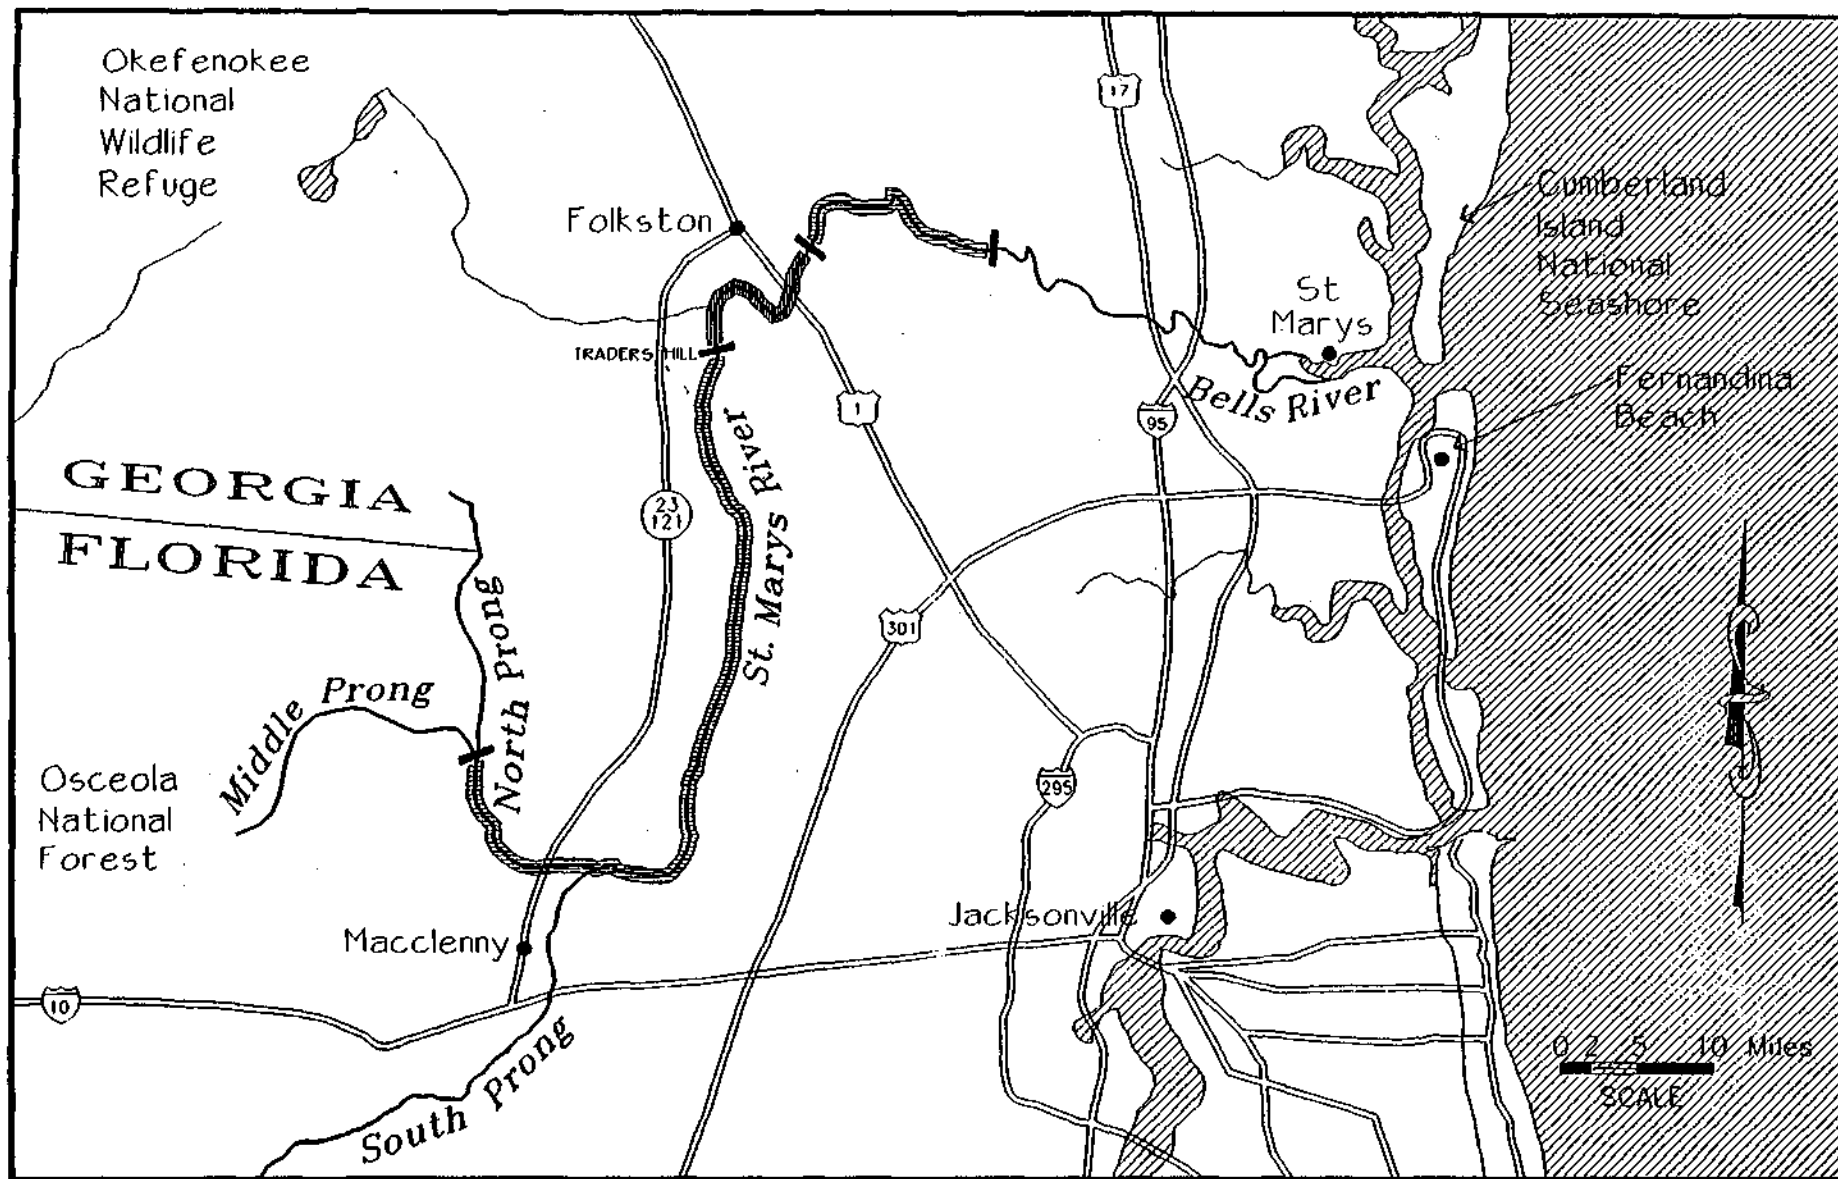 Okefenokee
National
Wildlife
Refuge
17
Cumberland
Island
National
Seashore
Folkston
St
Marys
TRADERS HILL
Fernandina
Beach
Bells River
1
95
St. Marys River
GEORGIA
FLORIDA
23
121
North Prong
301
Middle Prong
Osceola
National
Forest
295
Jacksonville
Macclenny
10
South Prong
0 2 5 10 Miles
SCALE